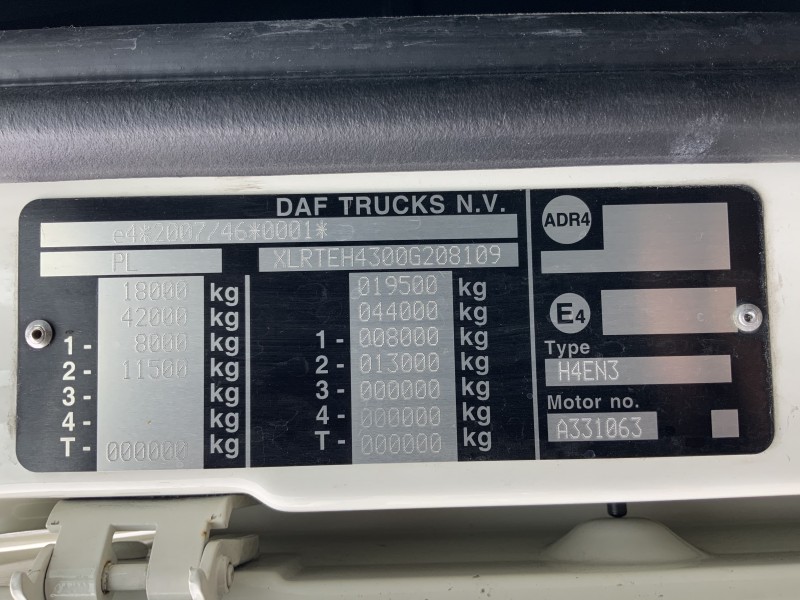 DAF TRUCKS N.V.
e4*2007/46*0001*
PL XLRTEH4300G208109
18000 kg
42000 kg
1- 8000 kg
2- 11500 kg
3- kg
4- kg
T- 000000 kg
019500 kg
044000 kg
1- 008000 kg
2- 013000 kg
3- 000000 kg
4- 000000 kg
T- 000000 kg
ADR4
E4
Type
H4EN3
Motor no.
A331063